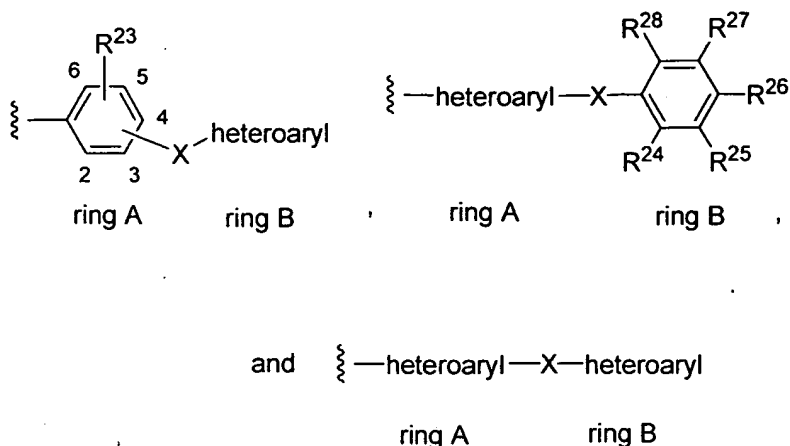 R23
6 5
4
X heteroaryl
2 3
ring A ring B ,
heteroaryl X
R28 R27
R26
R24 R25
ring A ring B ,
and heteroaryl X heteroaryl
ring A ring B